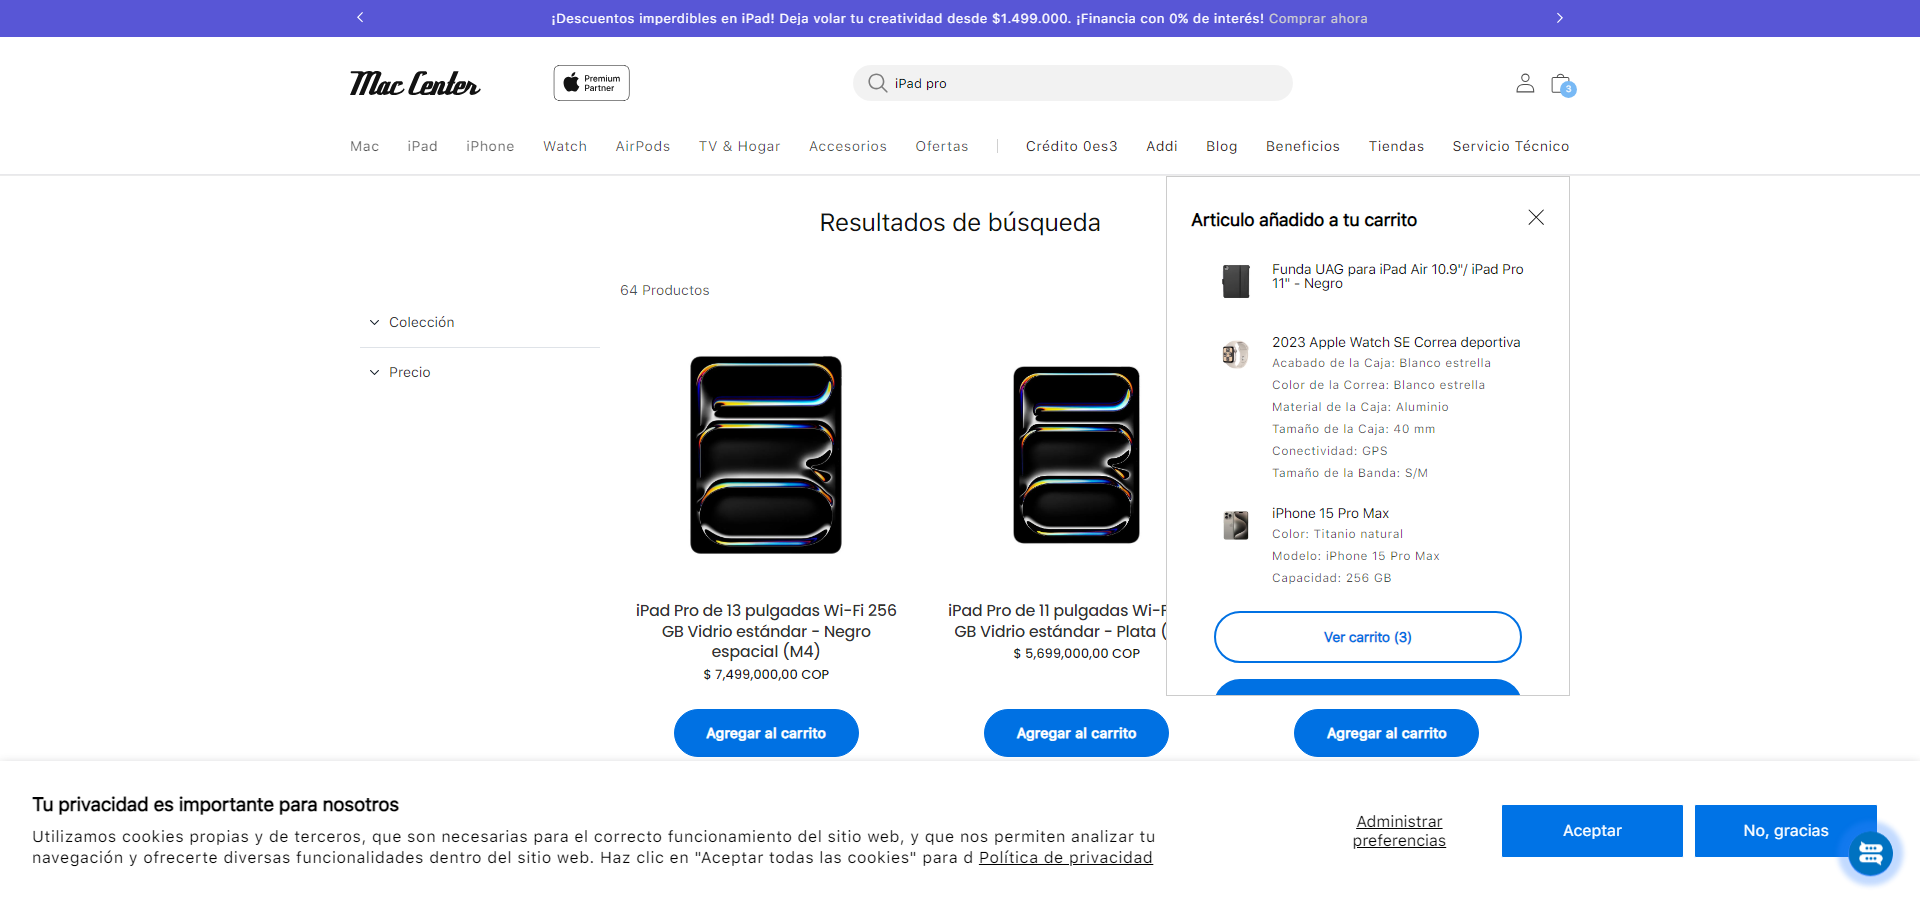 ¡Descuentos imperdibles en iPad! Deja volar tu creatividad desde $1.499.000. ¡Financia con 0% de interés! Comprar ahora
Mac Center
Premium
Partner
iPad pro
3
Mac iPad iPhone Watch AirPods TV & Hogar Accesorios Ofertas Crédito 0es3 Addi Blog Beneficios Tiendas Servicio Técnico
Resultados de búsqueda
64 Productos
Colección
Precio
iPad Pro de 13 pulgadas Wi-Fi 256
GB Vidrio estándar - Negro
espacial (M4)
$ 7,499,000,00 COP
Agregar al carrito
iPad Pro de 11 pulgadas Wi-F
GB Vidrio estándar - Plata (
$ 5,699,000,00 COP
Agregar al carrito
Agregar al carrito
Articulo añadido a tu carrito
Funda UAG para iPad Air 10.9"/ iPad Pro
11" - Negro
2023 Apple Watch SE Correa deportiva
Acabado de la Caja: Blanco estrella
Color de la Correa: Blanco estrella
Material de la Caja: Aluminio
Tamaño de la Caja: 40 mm
Conectividad: GPS
Tamaño de la Banda: S/M
iPhone 15 Pro Max
Color: Titanio natural
Modelo: iPhone 15 Pro Max
Capacidad: 256 GB
Ver carrito (3)
Tu privacidad es importante para nosotros
Utilizamos cookies propias y de terceros, que son necesarias para el correcto funcionamiento del sitio web, y que nos permiten analizar tu
navegación y ofrecerte diversas funcionalidades dentro del sitio web. Haz clic en "Aceptar todas las cookies" para d Política de privacidad
Administrar
preferencias
Aceptar
No, gracias